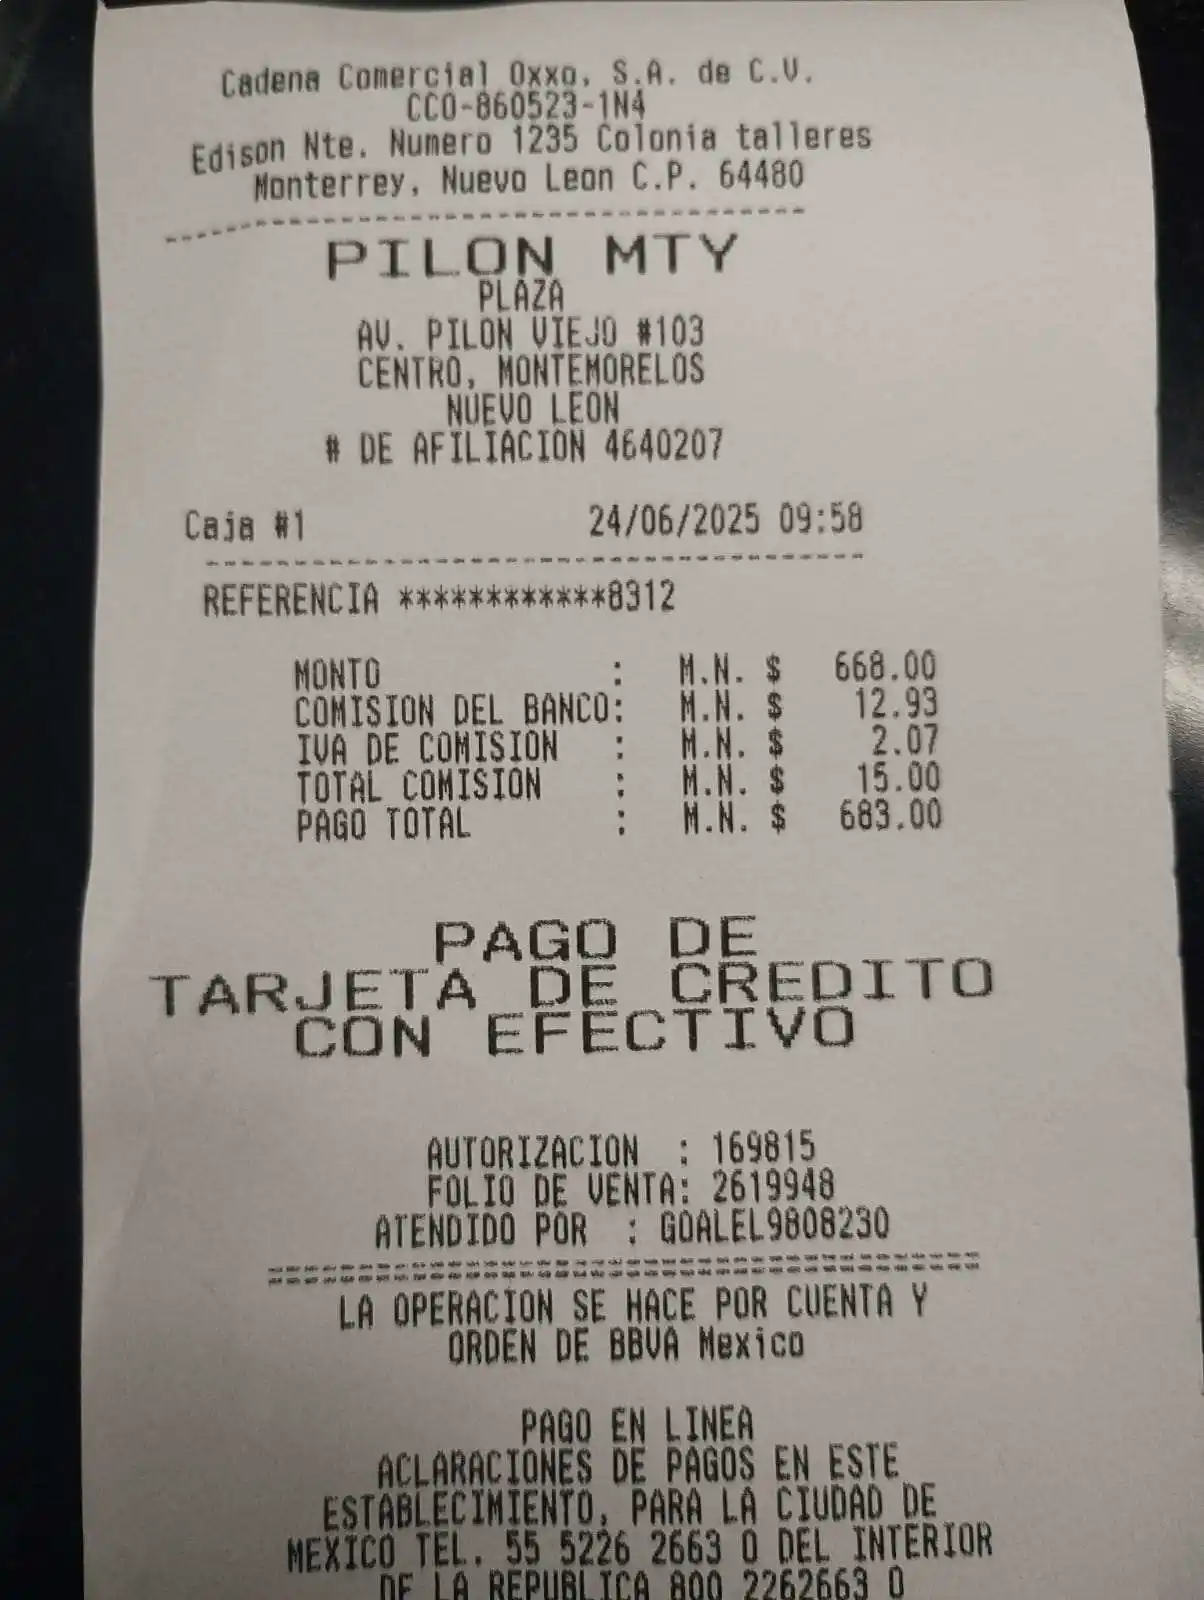 Cadena Comercial Oxxo, S.A. de C.V.
CCO-860523-1N4
Edison Nte. Numero 1235 Colonia talleres
Monterrey, Nuevo Leon C.P. 64480
PILON MTY
PLAZA
AV. PILON VIEJO #103
CENTRO, MONTEMORELOS
NUEVO LEON
# DE AFILIACION 4640207
Caja #1 24/06/2025 09:58
REFERENCIA ************8312
MONTO : M.N. $ 668.00
COMISION DEL BANCO: M.N. $ 12.93
IVA DE COMISION : M.N. $ 2.07
TOTAL COMISION : M.N. $ 15.00
PAGO TOTAL : M.N. $ 683.00
PAGO DE
TARJETA DE CREDITO
CON EFECTIVO
AUTORIZACION : 169815
FOLIO DE VENTA: 2619948
ATENDIDO POR : GOALEL9808230
LA OPERACION SE HACE POR CUENTA Y
ORDEN DE BBVA Mexico
PAGO EN LINEA
ACLARACIONES DE PAGOS EN ESTE
ESTABLECIMIENTO, PARA LA CIUDAD DE
MEXICO TEL. 55 5226 2663 O DEL INTERIOR
DE LA REPUBLICA 800 2262663 O